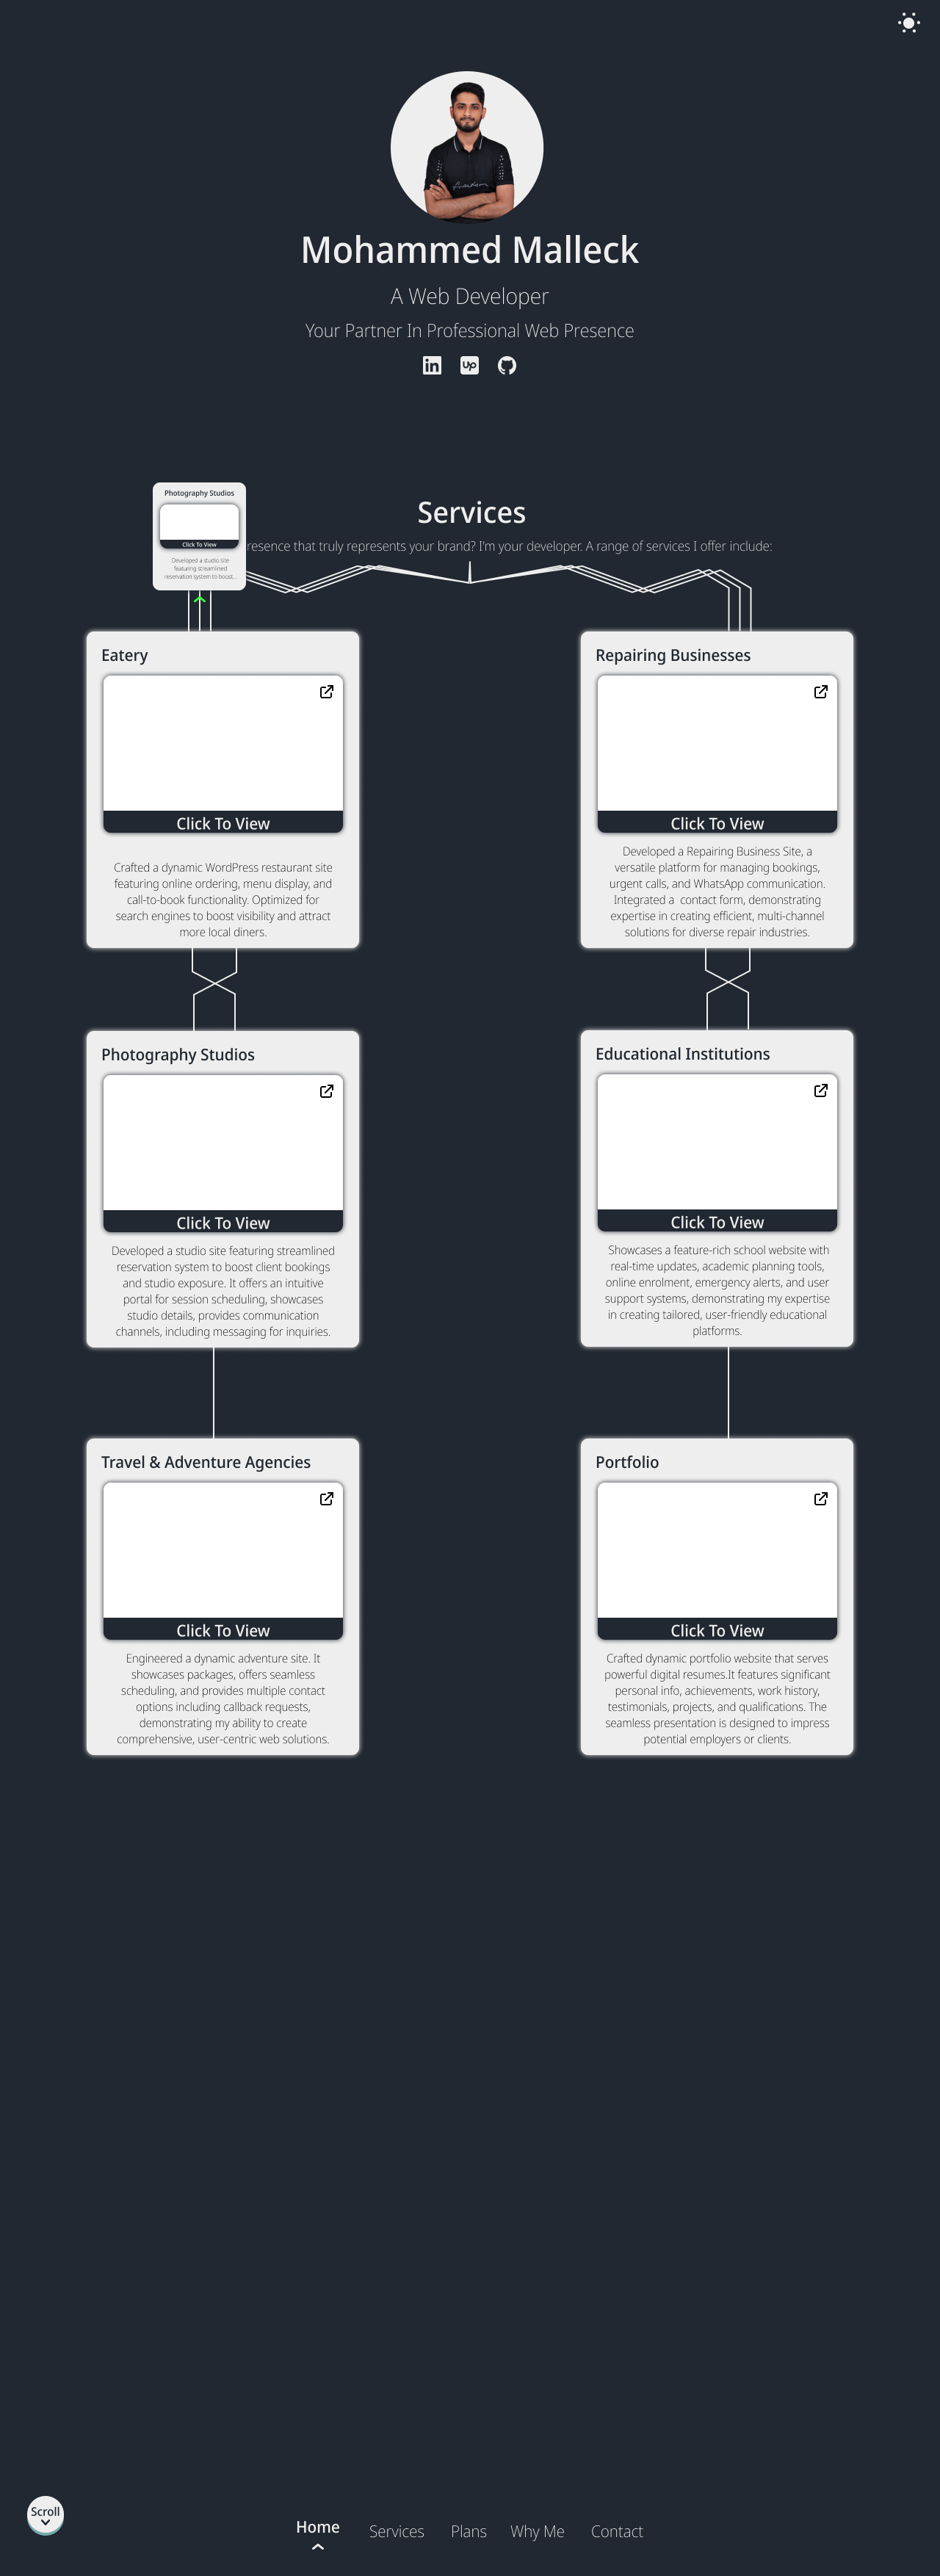 Mohammed Malleck
A Web Developer
Your Partner In Professional Web Presence
in
up
Photography Studios
Click To View
Developed a studio site
featuring streamlined
reservation system to boost...
Services
resence that truly represents your brand? I'm your developer. A range of services I offer include:
Eatery
Click To View
Crafted a dynamic WordPress restaurant site
featuring online ordering, menu display, and
call-to-book functionality. Optimized for
search engines to boost visibility and attract
more local diners.
Repairing Businesses
Click To View
Developed a Repairing Business Site, a
versatile platform for managing bookings,
urgent calls, and WhatsApp communication.
Integrated a  contact form, demonstrating
expertise in creating efficient, multi-channel
solutions for diverse repair industries.
Photography Studios
Click To View
Developed a studio site featuring streamlined
reservation system to boost client bookings
and studio exposure. It offers an intuitive
portal for session scheduling, showcases
studio details, provides communication
channels, including messaging for inquiries.
Educational Institutions
Click To View
Showcases a feature-rich school website with
real-time updates, academic planning tools,
online enrolment, emergency alerts, and user
support systems, demonstrating my expertise
in creating tailored, user-friendly educational
platforms.
Travel & Adventure Agencies
Click To View
Engineered a dynamic adventure site. It
showcases packages, offers seamless
scheduling, and provides multiple contact
options including callback requests,
demonstrating my ability to create
comprehensive, user-centric web solutions.
Portfolio
Click To View
Crafted dynamic portfolio website that serves
powerful digital resumes.It features significant
personal info, achievements, work history,
testimonials, projects, and qualifications. The
seamless presentation is designed to impress
potential employers or clients.
Scroll
Home
Services
Plans
Why Me
Contact